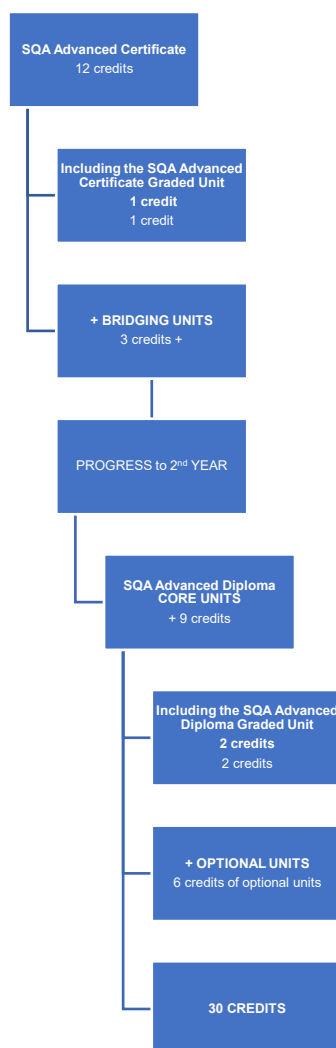 SQA Advanced Certificate
12 credits
Including the SQA Advanced
Certificate Graded Unit
1 credit
1 credit
+ BRIDGING UNITS
3 credits +
PROGRESS to 2nd YEAR
SQA Advanced Diploma
CORE UNITS
+ 9 credits
Including the SQA Advanced
Diploma Graded Unit
2 credits
2 credits
+ OPTIONAL UNITS
6 credits of optional units
30 CREDITS